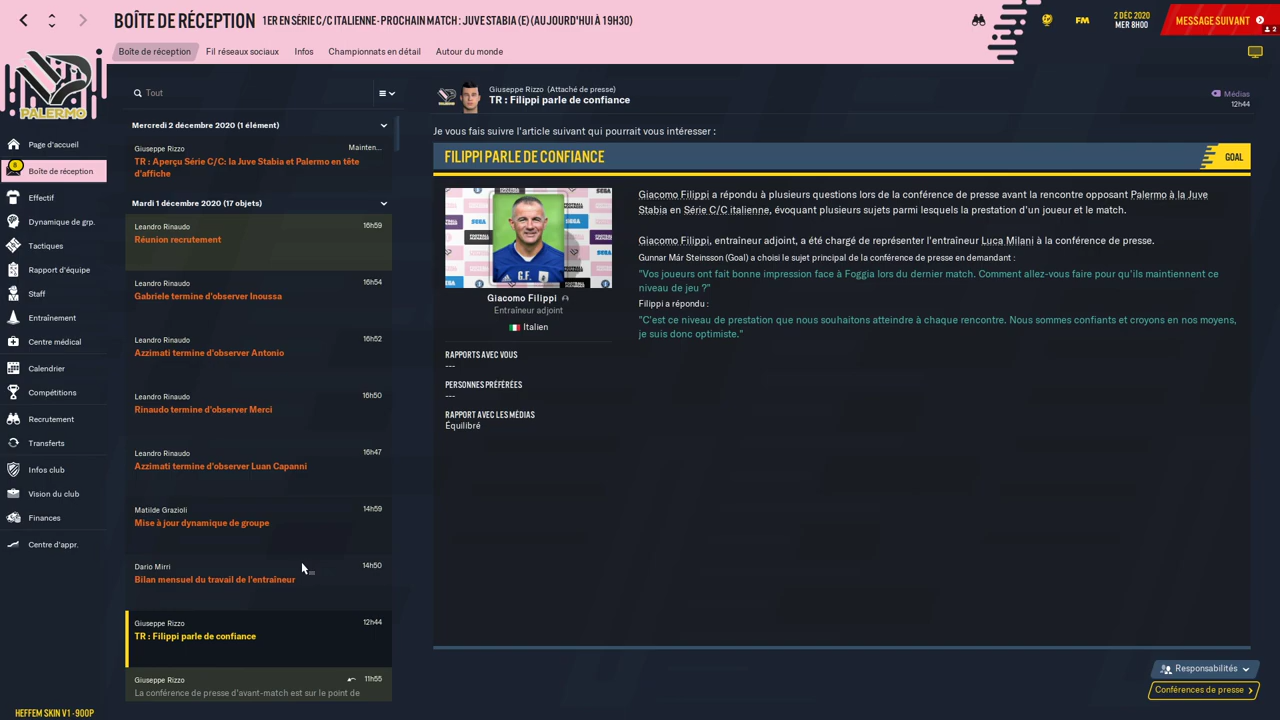 BOÎTE DE RÉCEPTION
1ER EN SÉRIE C/C ITALIENNE - PROCHAIN MATCH : JUVE STABIA (E) (AUJOURD'HUI À 19H30)
FM
2 DÉC 2020
MER 8H00
MESSAGE SUIVANT
2
Boîte de réception
Fil réseaux sociaux
Infos
Championnats en détail
Autour du monde
PALERMO
Page d'accueil
8
Boîte de réception
Effectif
Dynamique de grp.
Tactiques
Rapport d'équipe
Staff
Entraînement
Centre médical
Calendrier
Compétitions
Recrutement
Transferts
Infos club
Vision du club
Finances
Centre d'appr.
HEFFEM SKIN V1 - 900P
Tout
Mercredi 2 décembre 2020 (1 élément)
Giuseppe Rizzo
Mainten...
TR : Aperçu Série C/C: la Juve Stabia et Palermo en tête
d'affiche
Mardi 1 décembre 2020 (17 objets)
Leandro Rinaudo
16h59
Réunion recrutement
Leandro Rinaudo
16h54
Gabriele termine d'observer Inoussa
Leandro Rinaudo
16h52
Azzimati termine d'observer Antonio
Leandro Rinaudo
16h50
Rinaudo termine d'observer Merci
Leandro Rinaudo
16h47
Azzimati termine d'observer Luan Capanni
Matilde Grazioli
14h59
Mise à jour dynamique de groupe
Dario Mirri
14h50
Bilan mensuel du travail de l'entraîneur
Giuseppe Rizzo
12h44
TR : Filippi parle de confiance
Giuseppe Rizzo
11h55
La conférence de presse d'avant-match est sur le point de
Giuseppe Rizzo (Attaché de presse)
TR : Filippi parle de confiance
Médias
12h44
Je vous fais suivre l'article suivant qui pourrait vous intéresser :
FILIPPI PARLE DE CONFIANCE
GOAL
SEGA
G.F.
Giacomo Filippi
Entraîneur adjoint
Italien
RAPPORTS AVEC VOUS
---
PERSONNES PRÉFÉRÉES
---
RAPPORT AVEC LES MÉDIAS
Équilibré
Giacomo Filippi a répondu à plusieurs questions lors de la conférence de presse avant la rencontre opposant Palermo à la Juve
Stabia en Série C/C italienne, évoquant plusieurs sujets parmi lesquels la prestation d'un joueur et le match.
Giacomo Filippi, entraîneur adjoint, a été chargé de représenter l'entraîneur Luca Milani à la conférence de presse.
Gunnar Már Steinsson (Goal) a choisi le sujet principal de la conférence de presse en demandant :
"Vos joueurs ont fait bonne impression face à Foggia lors du dernier match. Comment allez-vous faire pour qu'ils maintiennent ce
niveau de jeu ?"
Filippi a répondu :
"C'est ce niveau de prestation que nous souhaitons atteindre à chaque rencontre. Nous sommes confiants et croyons en nos moyens,
je suis donc optimiste."
Responsabilités
Conférences de presse